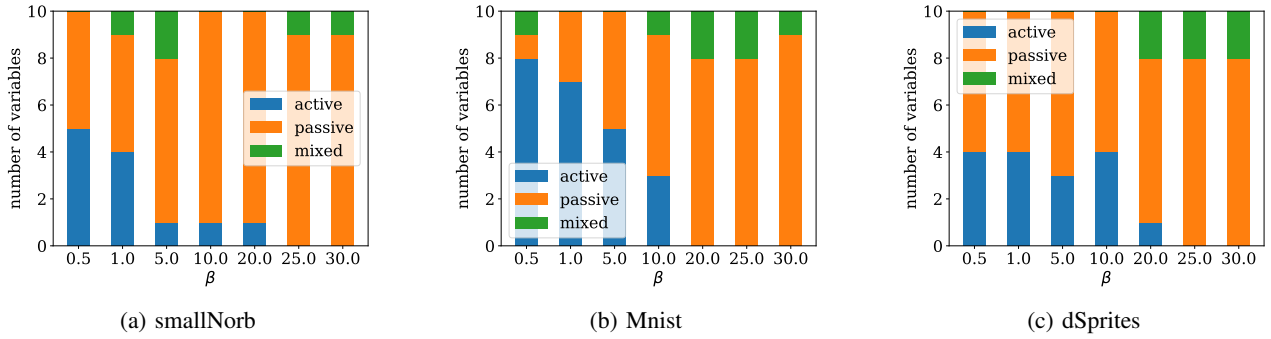 number of variables
10
8
6
4
2
0
active
passive
mixed
0.5 1.0 5.0 10.0 20.0 25.0 30.0
β
(a) smallNorb
number of variables
10
8
6
4
2
0
active
passive
mixed
0.5 1.0 5.0 10.0 20.0 25.0 30.0
β
(b) Mnist
number of variables
10
8
6
4
2
0
active
passive
mixed
0.5 1.0 5.0 10.0 20.0 25.0 30.0
β
(c) dSprites